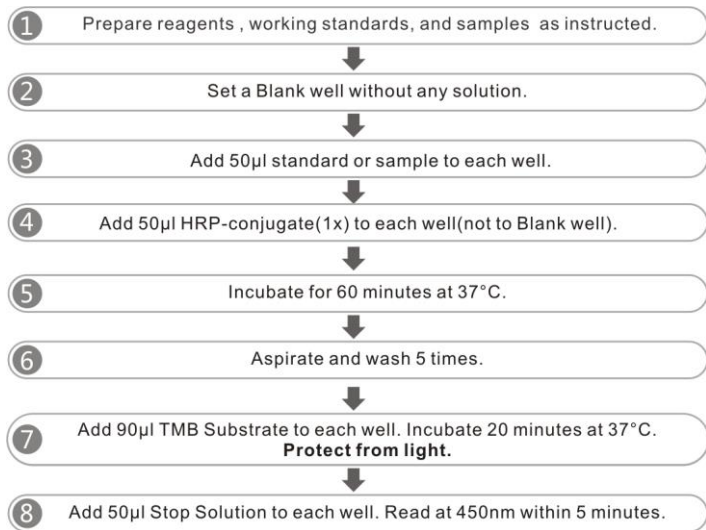 1 Prepare reagents , working standards, and samples as instructed.
2 Set a Blank well without any solution.
3 Add 50µl standard or sample to each well.
4 Add 50µl HRP-conjugate(1x) to each well(not to Blank well).
5 Incubate for 60 minutes at 37°C.
6 Aspirate and wash 5 times.
7 Add 90µl TMB Substrate to each well. Incubate 20 minutes at 37°C.
Protect from light.
8 Add 50µl Stop Solution to each well. Read at 450nm within 5 minutes.